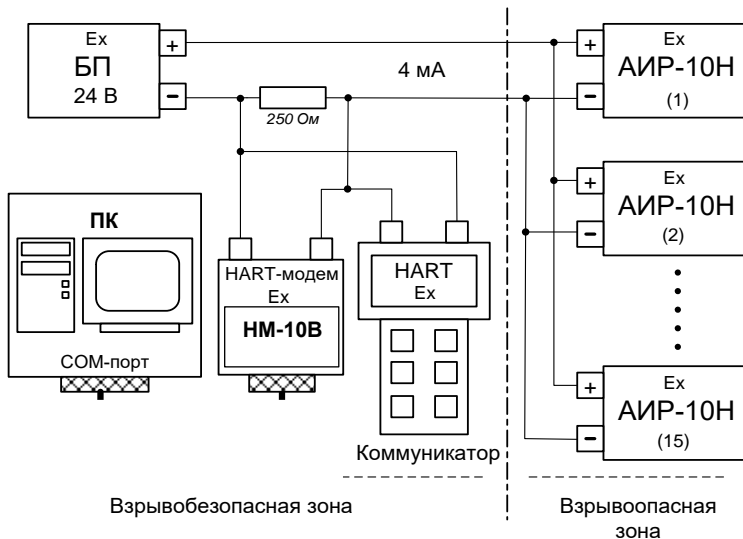 Ex
БП
24 В
+
−
250 Ом
4 мА
+
−
Ex
АИР-10Н
(1)
+
−
Ex
АИР-10Н
(2)
ПК
COM-порт
HART-модем
Ex
НМ-10В
HART
Ex
Коммуникатор
+
−
Ex
АИР-10Н
(15)
Взрывобезопасная зона
Взрывоопасная
зона